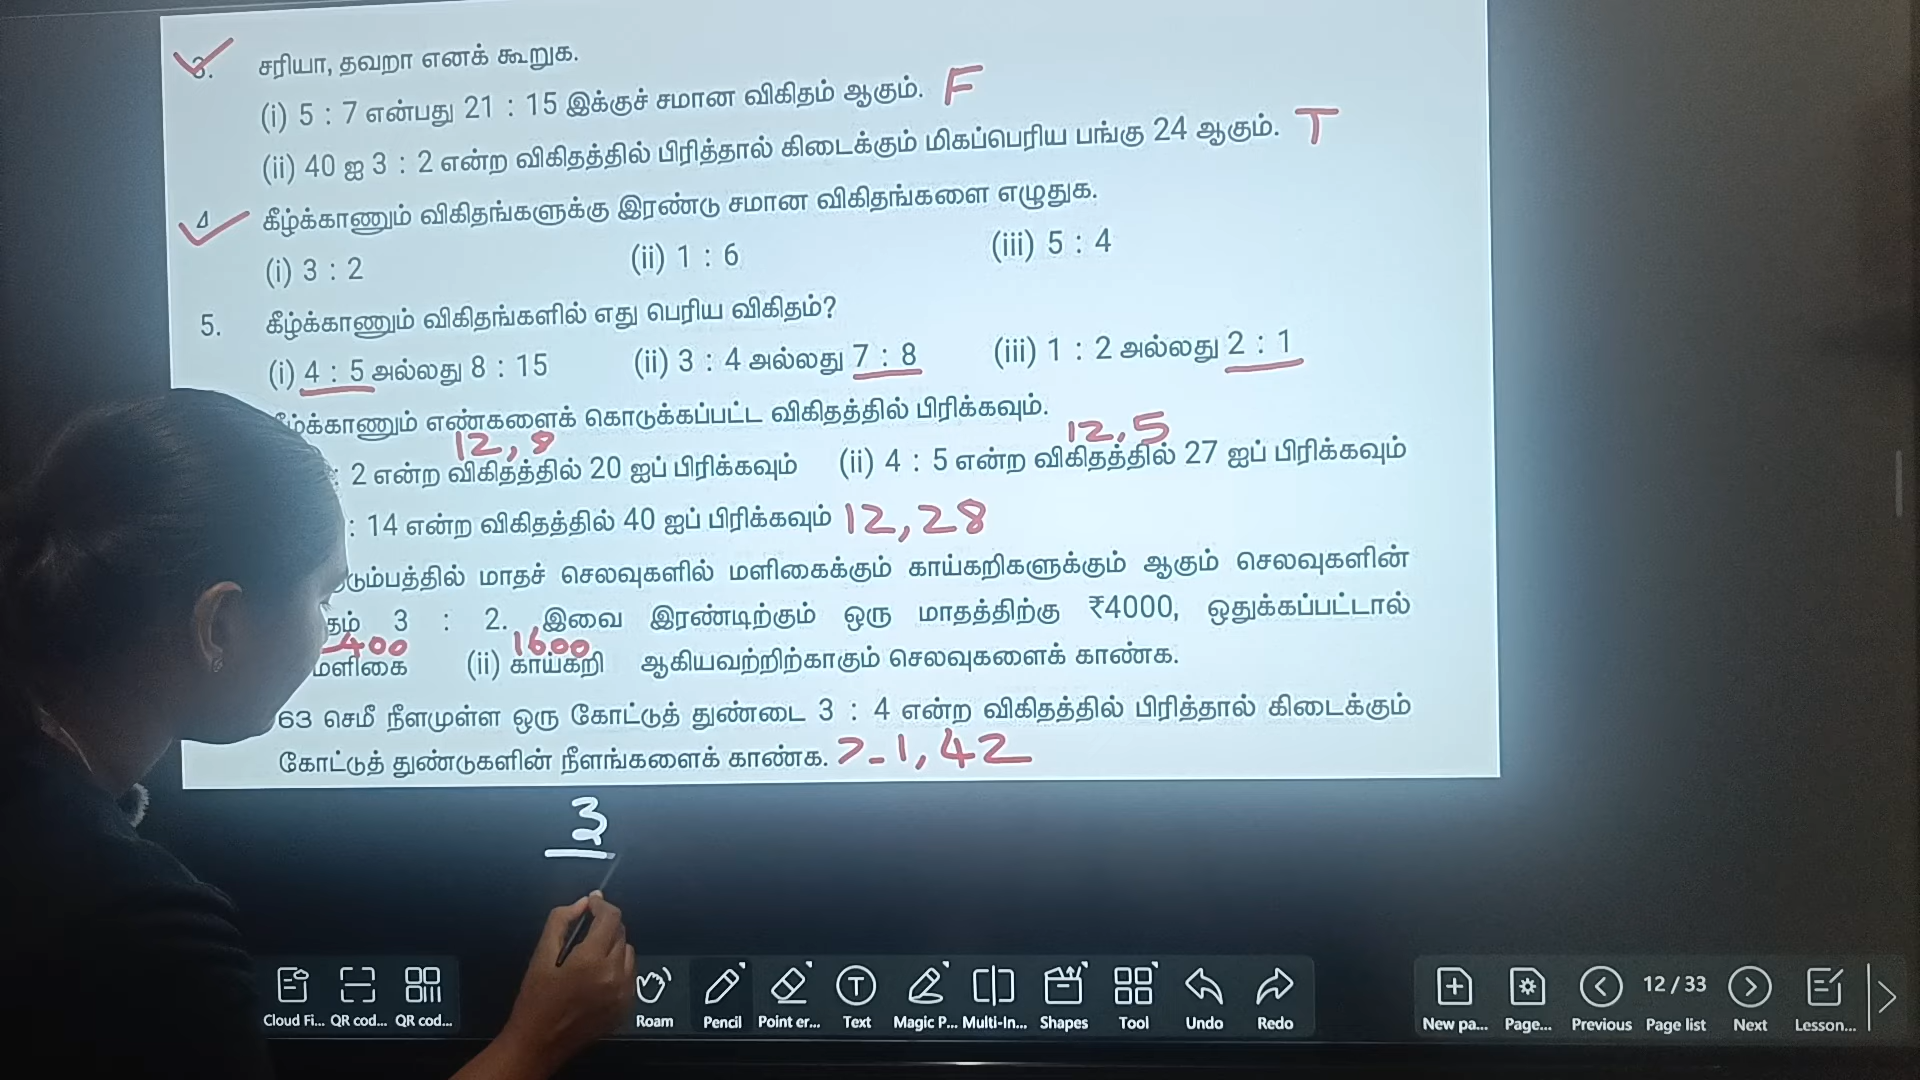 3. சரியா, தவறா எனக் கூறுக.
(i) 5 : 7 என்பது 21 : 15 இக்குச் சமான விகிதம் ஆகும். F
(ii) 40 ஐ 3 : 2 என்ற விகிதத்தில் பிரித்தால் கிடைக்கும் மிகப்பெரிய பங்கு 24 ஆகும். T
4 கீழ்க்காணும் விகிதங்களுக்கு இரண்டு சமான விகிதங்களை எழுதுக.
(i) 3 : 2 (ii) 1 : 6 (iii) 5 : 4
5. கீழ்க்காணும் விகிதங்களில் எது பெரிய விகிதம்?
(i) 4 : 5 அல்லது 8 : 15 (ii) 3 : 4 அல்லது 7 : 8 (iii) 1 : 2 அல்லது 2 : 1
எண்களைக் கொடுக்கப்பட்ட விகிதத்தில் பிரிக்கவும்.
12, 8 12, 5
: 2 என்ற விகிதத்தில் 20 ஐப் பிரிக்கவும் (ii) 4 : 5 என்ற விகிதத்தில் 27 ஐப் பிரிக்கவும்
: 14 என்ற விகிதத்தில் 40 ஐப் பிரிக்கவும் 12, 28
மாதச் செலவுகளில் மளிகைக்கும் காய்கறிகளுக்கும் ஆகும் செலவுகளின்
3 : 2. இவை இரண்டிற்கும் ஒரு மாதத்திற்கு ₹4000, ஒதுக்கப்பட்டால்
400 1600
மளிகை (ii) காய்கறி ஆகியவற்றிற்காகும் செலவுகளைக் காண்க.
63 செமீ நீளமுள்ள ஒரு கோட்டுத் துண்டை 3 : 4 என்ற விகிதத்தில் பிரித்தால் கிடைக்கும்
கோட்டுத் துண்டுகளின் நீளங்களைக் காண்க. 21, 42
3
Cloud Fi... QR cod... QR cod... Roam Pencil Point er... Text Magic P... Multi-In... Shapes Tool Undo Redo New pa... Page... Previous 12 / 33 Page list Next Lesson...